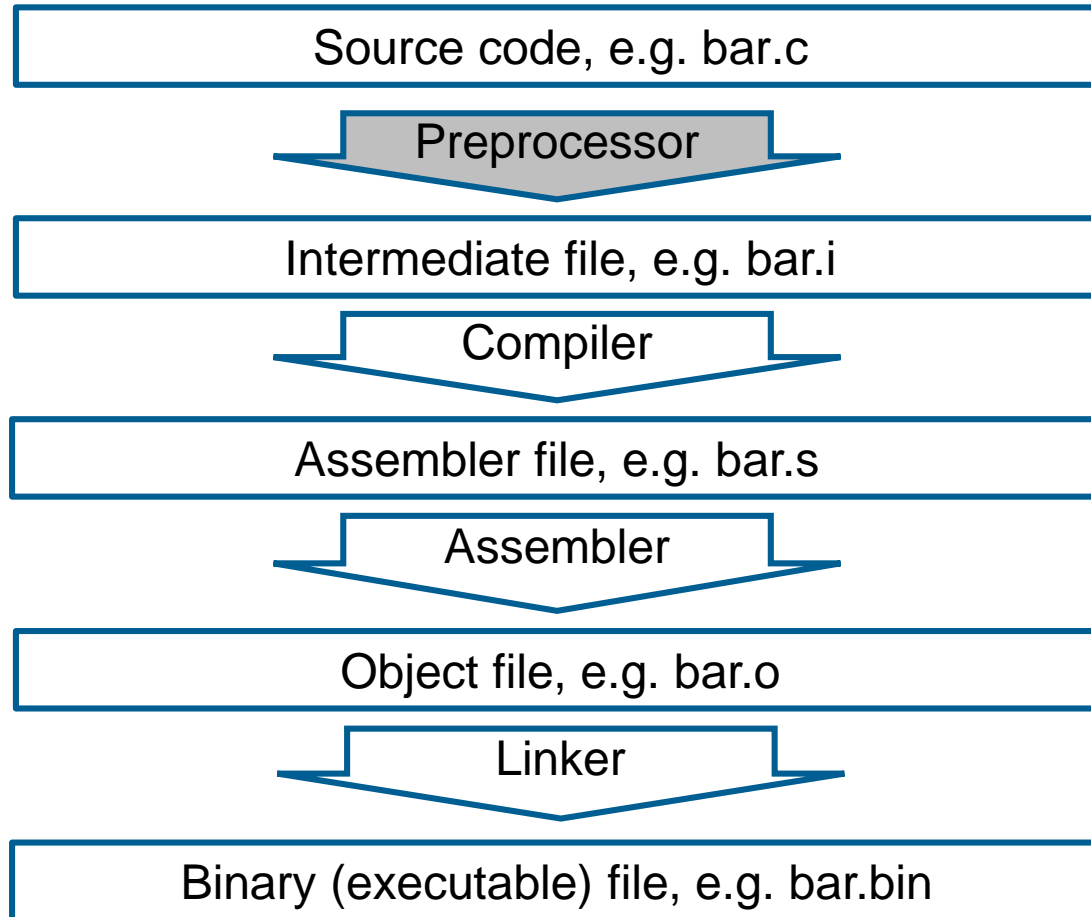 Source code, e.g. bar.c
Preprocessor
Intermediate file, e.g. bar.i
Compiler
Assembler file, e.g. bar.s
Assembler
Object file, e.g. bar.o
Linker
Binary (executable) file, e.g. bar.bin